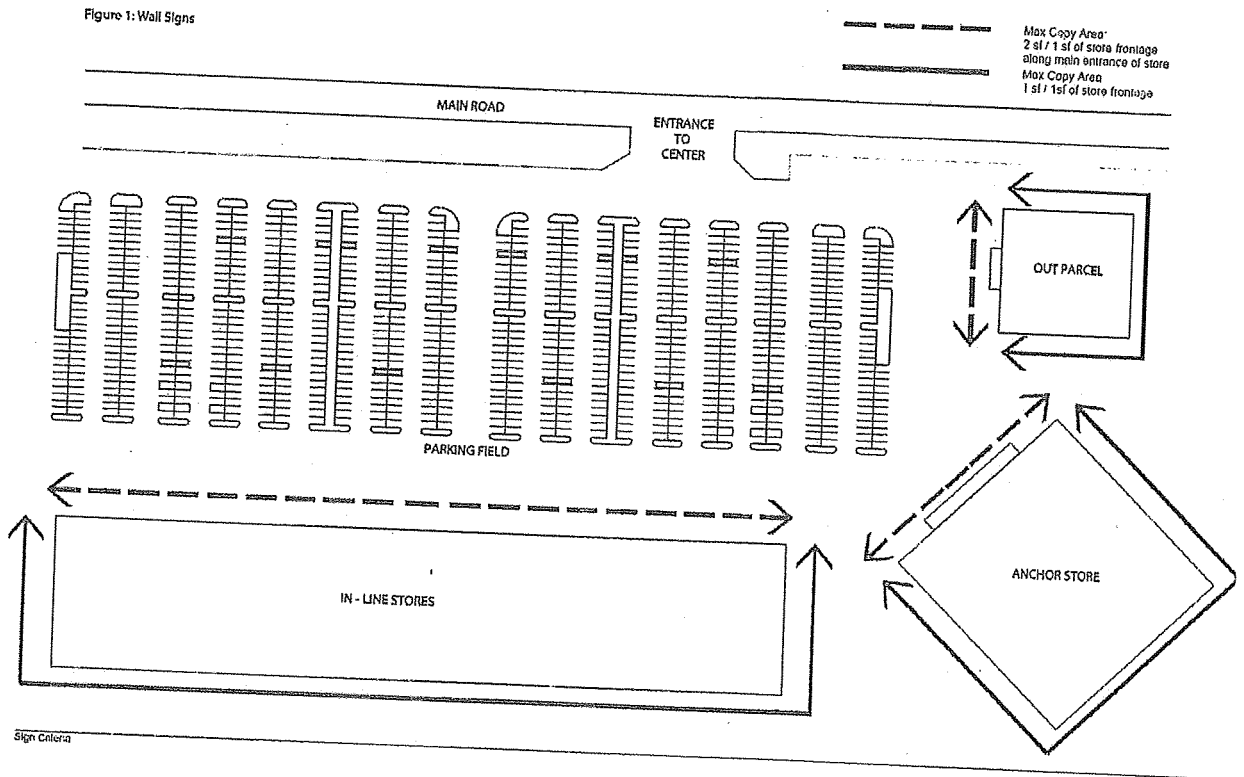 Figure 1: Wall Signs
Max Copy Area*
2 sf / 1 sf of store frontage
along main entrance of store
Max Copy Area
1 sf / 1sf of store frontage
MAIN ROAD
ENTRANCE
TO
CENTER
OUT PARCEL
PARKING FIELD
ANCHOR STORE
IN - LINE STORES
Sign Criteria